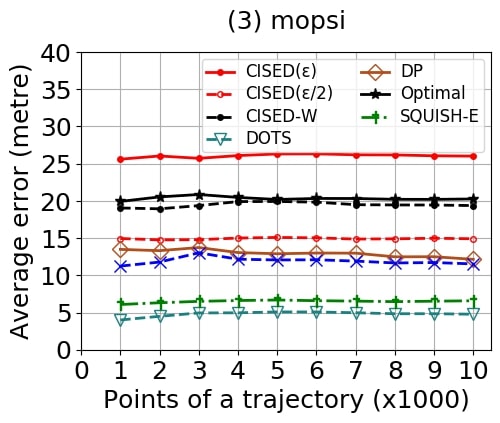 (3) mopsi
Average error (metre)
40
35
30
25
20
15
10
5
0
CISED(ε)
CISED(ε/2)
CISED-W
DOTS
DP
Optimal
SQUISH-E
0 1 2 3 4 5 6 7 8 9 10
Points of a trajectory (x1000)